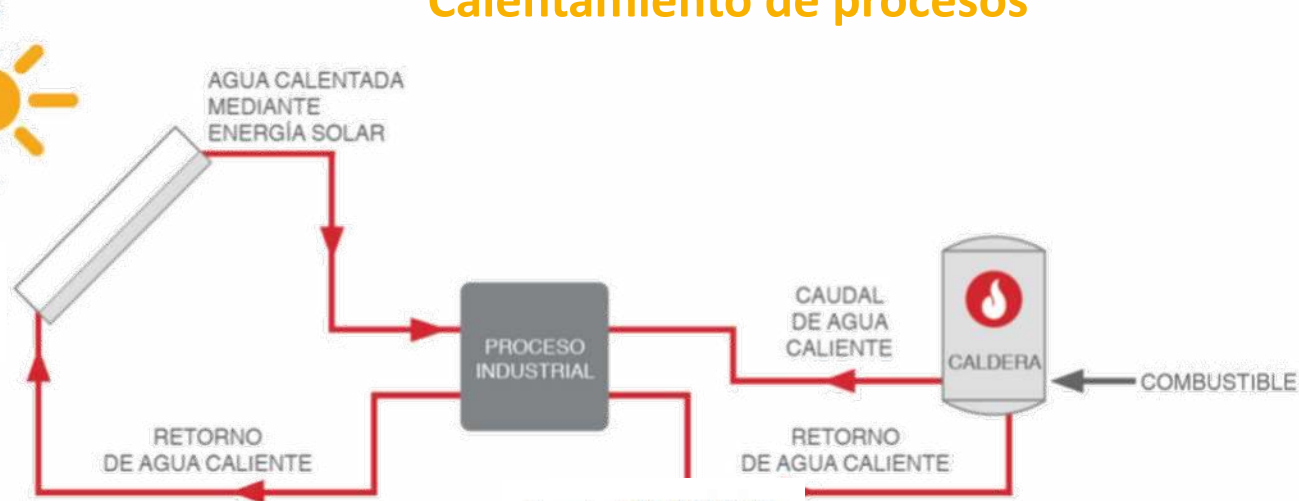 Calentamiento de procesos
AGUA CALENTADA
MEDIANTE
ENERGÍA SOLAR
PROCESO
INDUSTRIAL
CAUDAL
DE AGUA
CALIENTE
CALDERA
COMBUSTIBLE
RETORNO
DE AGUA CALIENTE
RETORNO
DE AGUA CALIENTE